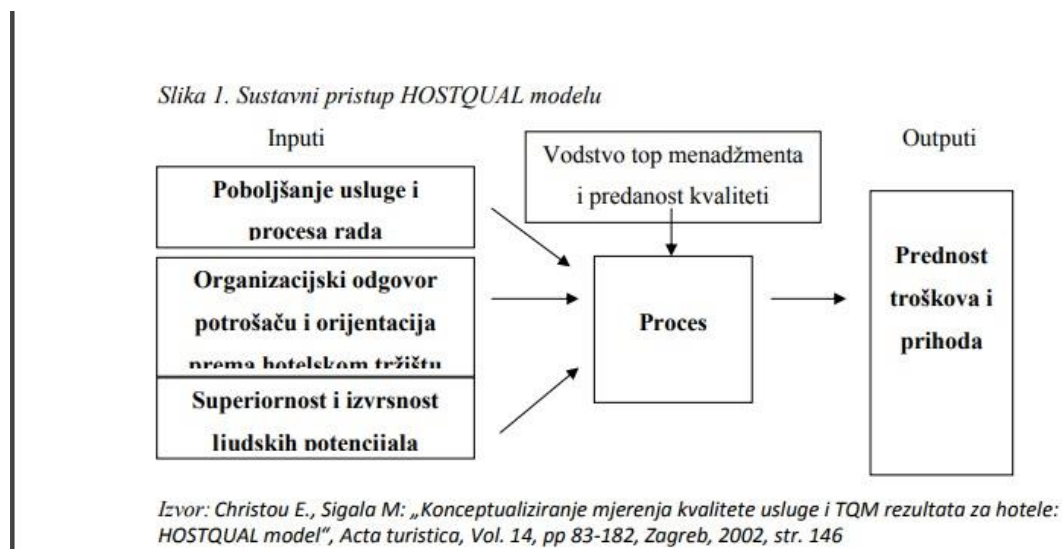 Slika 1. Sustavni pristup HOSTQUAL modelu
Inputi
Poboljšanje usluge i
procesa rada
Organizacijski odgovor
potrošaču i orijentacija
prema hotelskom tržištu
Superiornost i izvrsnost
ljudskih potencijala
Vodstvo top menadžmenta
i predanost kvaliteti
Proces
Outputi
Prednost
troškova i
prihoda
Izvor: Christou E., Sigala M: „Konceptualiziranje mjerenja kvalitete usluge i TQM rezultata za hotele:
HOSTQUAL model“, Acta turistica, Vol. 14, pp 83-182, Zagreb, 2002, str. 146